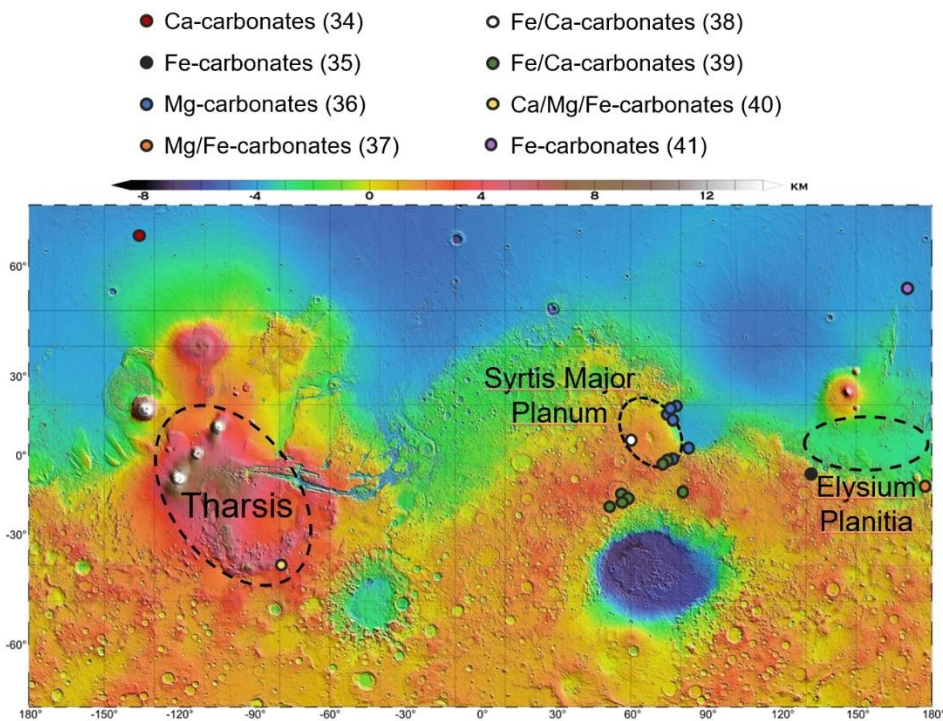 Ca-carbonates (34)
Fe/Ca-carbonates (38)
Fe-carbonates (35)
Fe/Ca-carbonates (39)
Mg-carbonates (36)
Ca/Mg/Fe-carbonates (40)
Mg/Fe-carbonates (37)
Fe-carbonates (41)
-8 -4 0 4 8 12 КМ
60°
30°
Syrtis Major
Planum
0°
Tharsis
Elysium
Planitia
-30°
-60°
180° -150° -120° -90° -60° -30° 0° 30° 60° 90° 120° 150° 180°